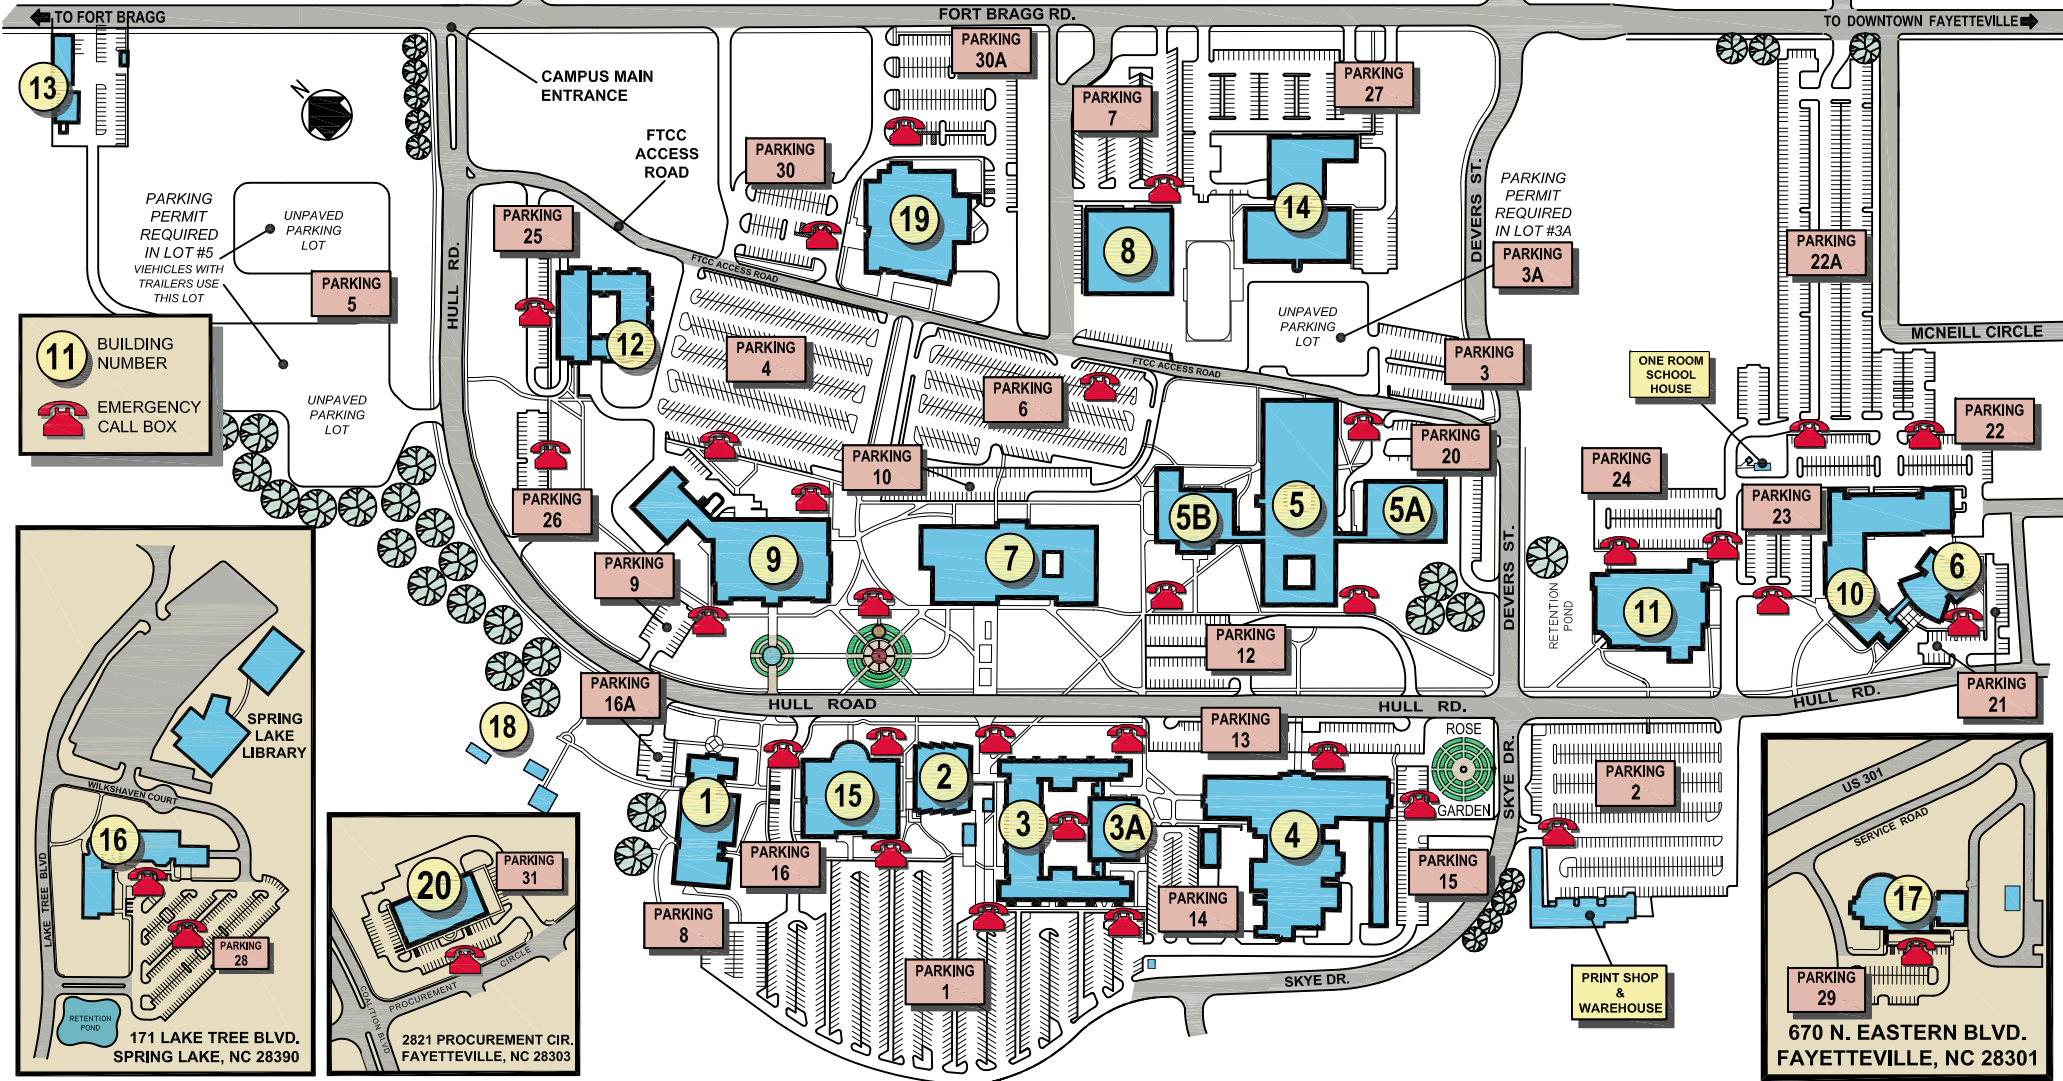 TO FORT BRAGG
FORT BRAGG RD.
TO DOWNTOWN FAYETTEVILLE
13
N
CAMPUS MAIN
ENTRANCE
FTCC
ACCESS
ROAD
PARKING
30A
PARKING
7
PARKING
27
PARKING
30
19
8
14
DEVERS ST.
PARKING
PERMIT
REQUIRED
IN LOT #3A
PARKING
3A
PARKING
22A
MCNEILL CIRCLE
PARKING
PERMIT
REQUIRED
IN LOT #5
VIEHICLES WITH
TRAILERS USE
THIS LOT
UNPAVED
PARKING
LOT
PARKING
5
HULL RD.
PARKING
25
12
FTCC ACCESS ROAD
PARKING
4
PARKING
6
FTCC ACCESS ROAD
UNPAVED
PARKING
LOT
PARKING
3
ONE ROOM
SCHOOL
HOUSE
11
BUILDING
NUMBER
EMERGENCY
CALL BOX
UNPAVED
PARKING
LOT
PARKING
26
PARKING
10
PARKING
20
PARKING
24
PARKING
22
PARKING
23
5B
5
5A
9
7
PARKING
9
DEVERS ST.
RETENTION
POND
11
10
6
PARKING
12
PARKING
21
PARKING
16A
18
HULL ROAD
HULL RD.
HULL RD.
PARKING
13
ROSE
GARDEN
SKYE DR.
PARKING
2
1
15
2
3
3A
4
PARKING
16
PARKING
14
PARKING
15
PARKING
8
PARKING
1
SKYE DR.
PRINT SHOP
&
WAREHOUSE
SPRING
LAKE
LIBRARY
WILKSHAVEN COURT
16
LAKE TREE BLVD
PARKING
28
RETENTION
POND
171 LAKE TREE BLVD.
SPRING LAKE, NC 28390
20
PARKING
31
COALITION BLVD
PROCUREMENT
CIRCLE
2821 PROCUREMENT CIR.
FAYETTEVILLE, NC 28303
US 301
SERVICE ROAD
17
PARKING
29
670 N. EASTERN BLVD.
FAYETTEVILLE, NC 28301